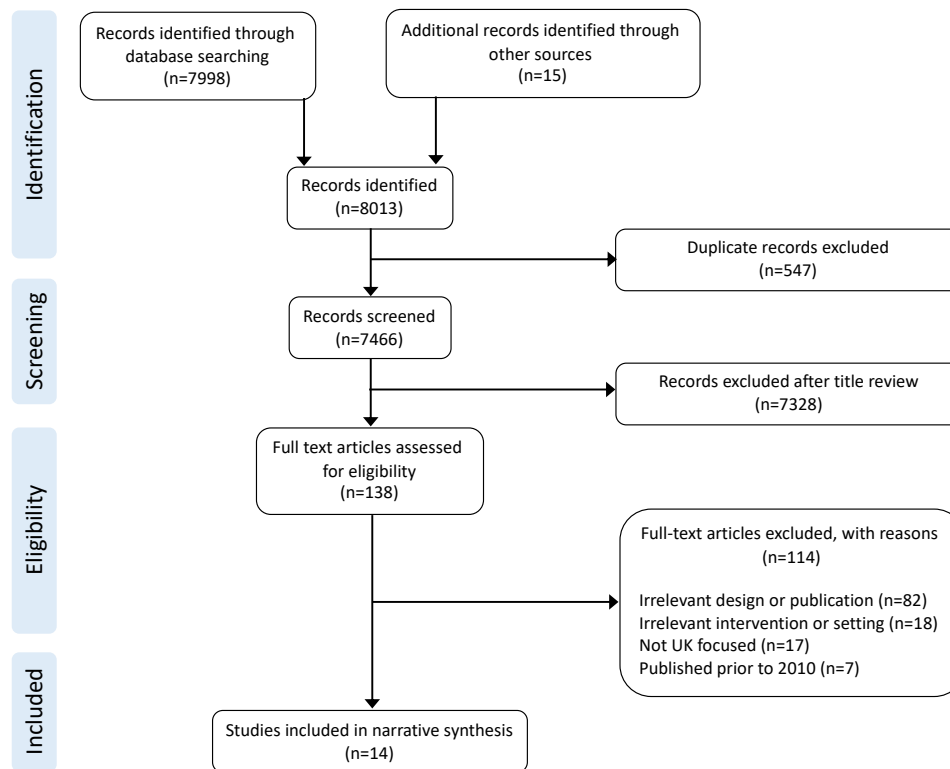 Identification
Records identified through
database searching
(n=7998)
Additional records identified through
other sources
(n=15)
Records identified
(n=8013)
Duplicate records excluded
(n=547)
Screening
Records screened
(n=7466)
Records excluded after title review
(n=7328)
Eligibility
Full text articles assessed
for eligibility
(n=138)
Full-text articles excluded, with reasons
(n=114)
Irrelevant design or publication (n=82)
Irrelevant intervention or setting (n=18)
Not UK focused (n=17)
Published prior to 2010 (n=7)
Included
Studies included in narrative synthesis
(n=14)